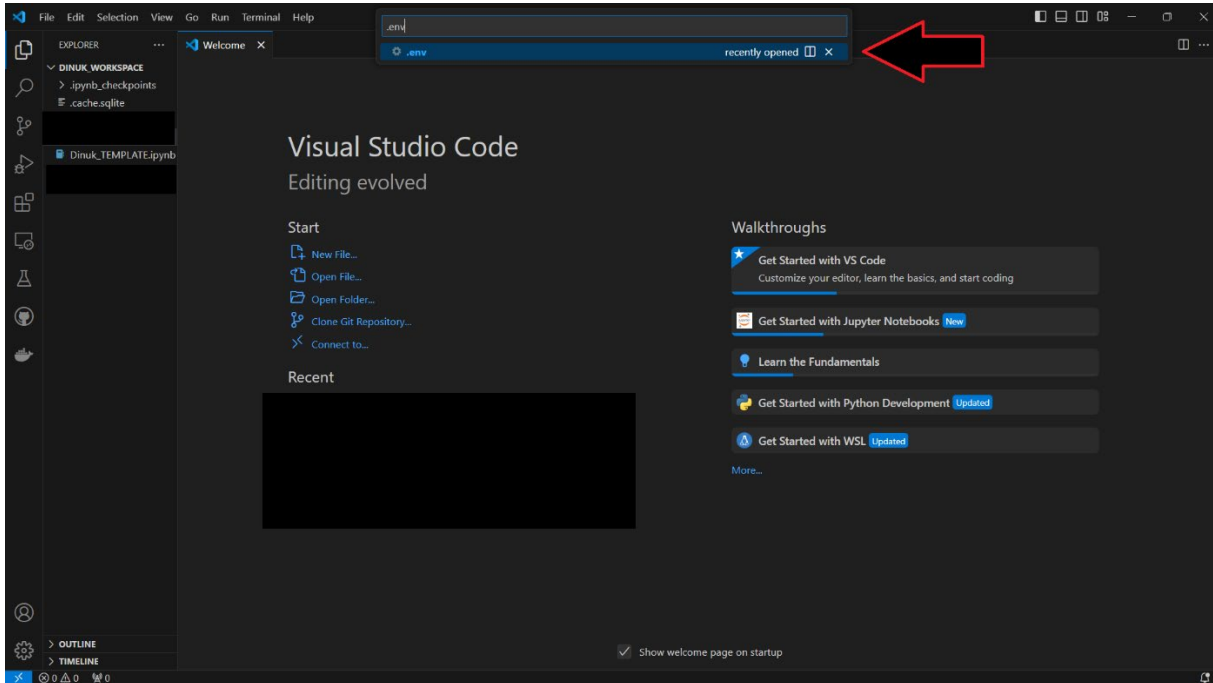 File Edit Selection View Go Run Terminal Help
.env
.env recently opened
EXPLORER ...
Welcome
DINUK_WORKSPACE
.ipynb_checkpoints
.cache.sqlite
Dinuk_TEMPLATE.ipynb
Visual Studio Code
Editing evolved
Start
New File...
Open File...
Open Folder...
Clone Git Repository...
Connect to...
Recent
Walkthroughs
Get Started with VS Code
Customize your editor, learn the basics, and start coding
Get Started with Jupyter Notebooks New
Learn the Fundamentals
Get Started with Python Development Updated
Get Started with WSL Updated
More...
OUTLINE
TIMELINE
Show welcome page on startup
0 0 0